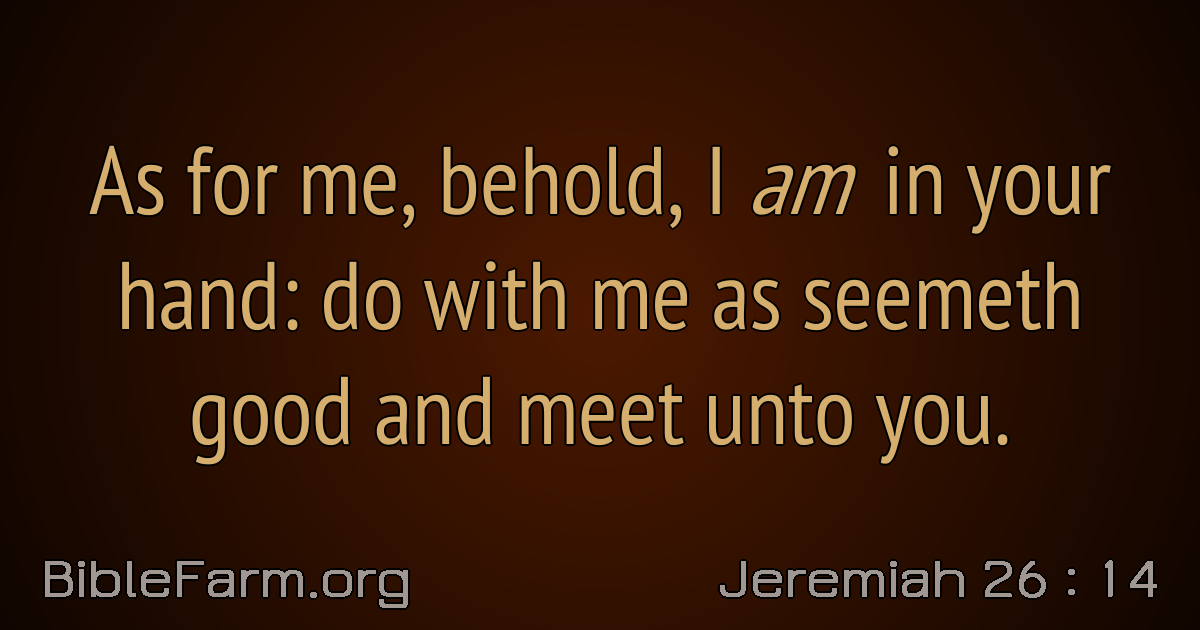 As for me, behold, I am in your
hand: do with me as seemeth
good and meet unto you.
BibleFarm.org
Jeremiah 26 : 14